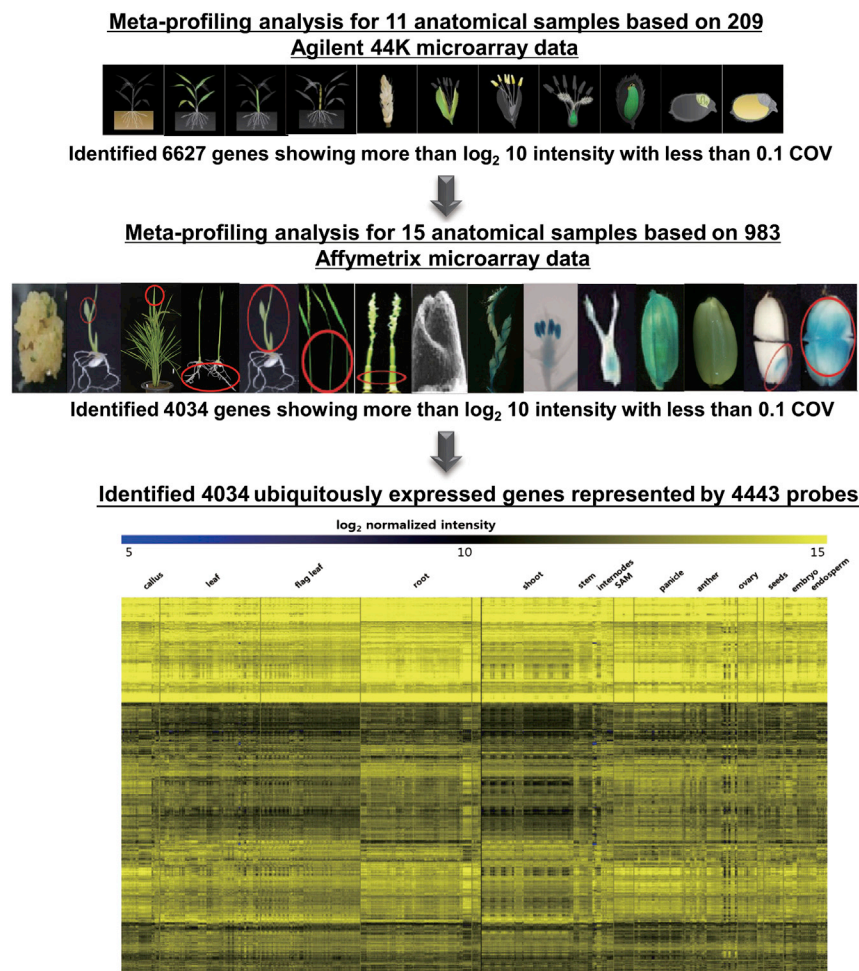 Meta-profiling analysis for 11 anatomical samples based on 209
Agilent 44K microarray data
Identified 6627 genes showing more than log₂ 10 intensity with less than 0.1 COV
Meta-profiling analysis for 15 anatomical samples based on 983
Affymetrix microarray data
Identified 4034 genes showing more than log₂ 10 intensity with less than 0.1 COV
Identified 4034 ubiquitously expressed genes represented by 4443 probes
log₂ normalized intensity
5 10 15
callus leaf flag leaf root shoot stem internodes SAM panicle anther ovary seeds embryo endosperm